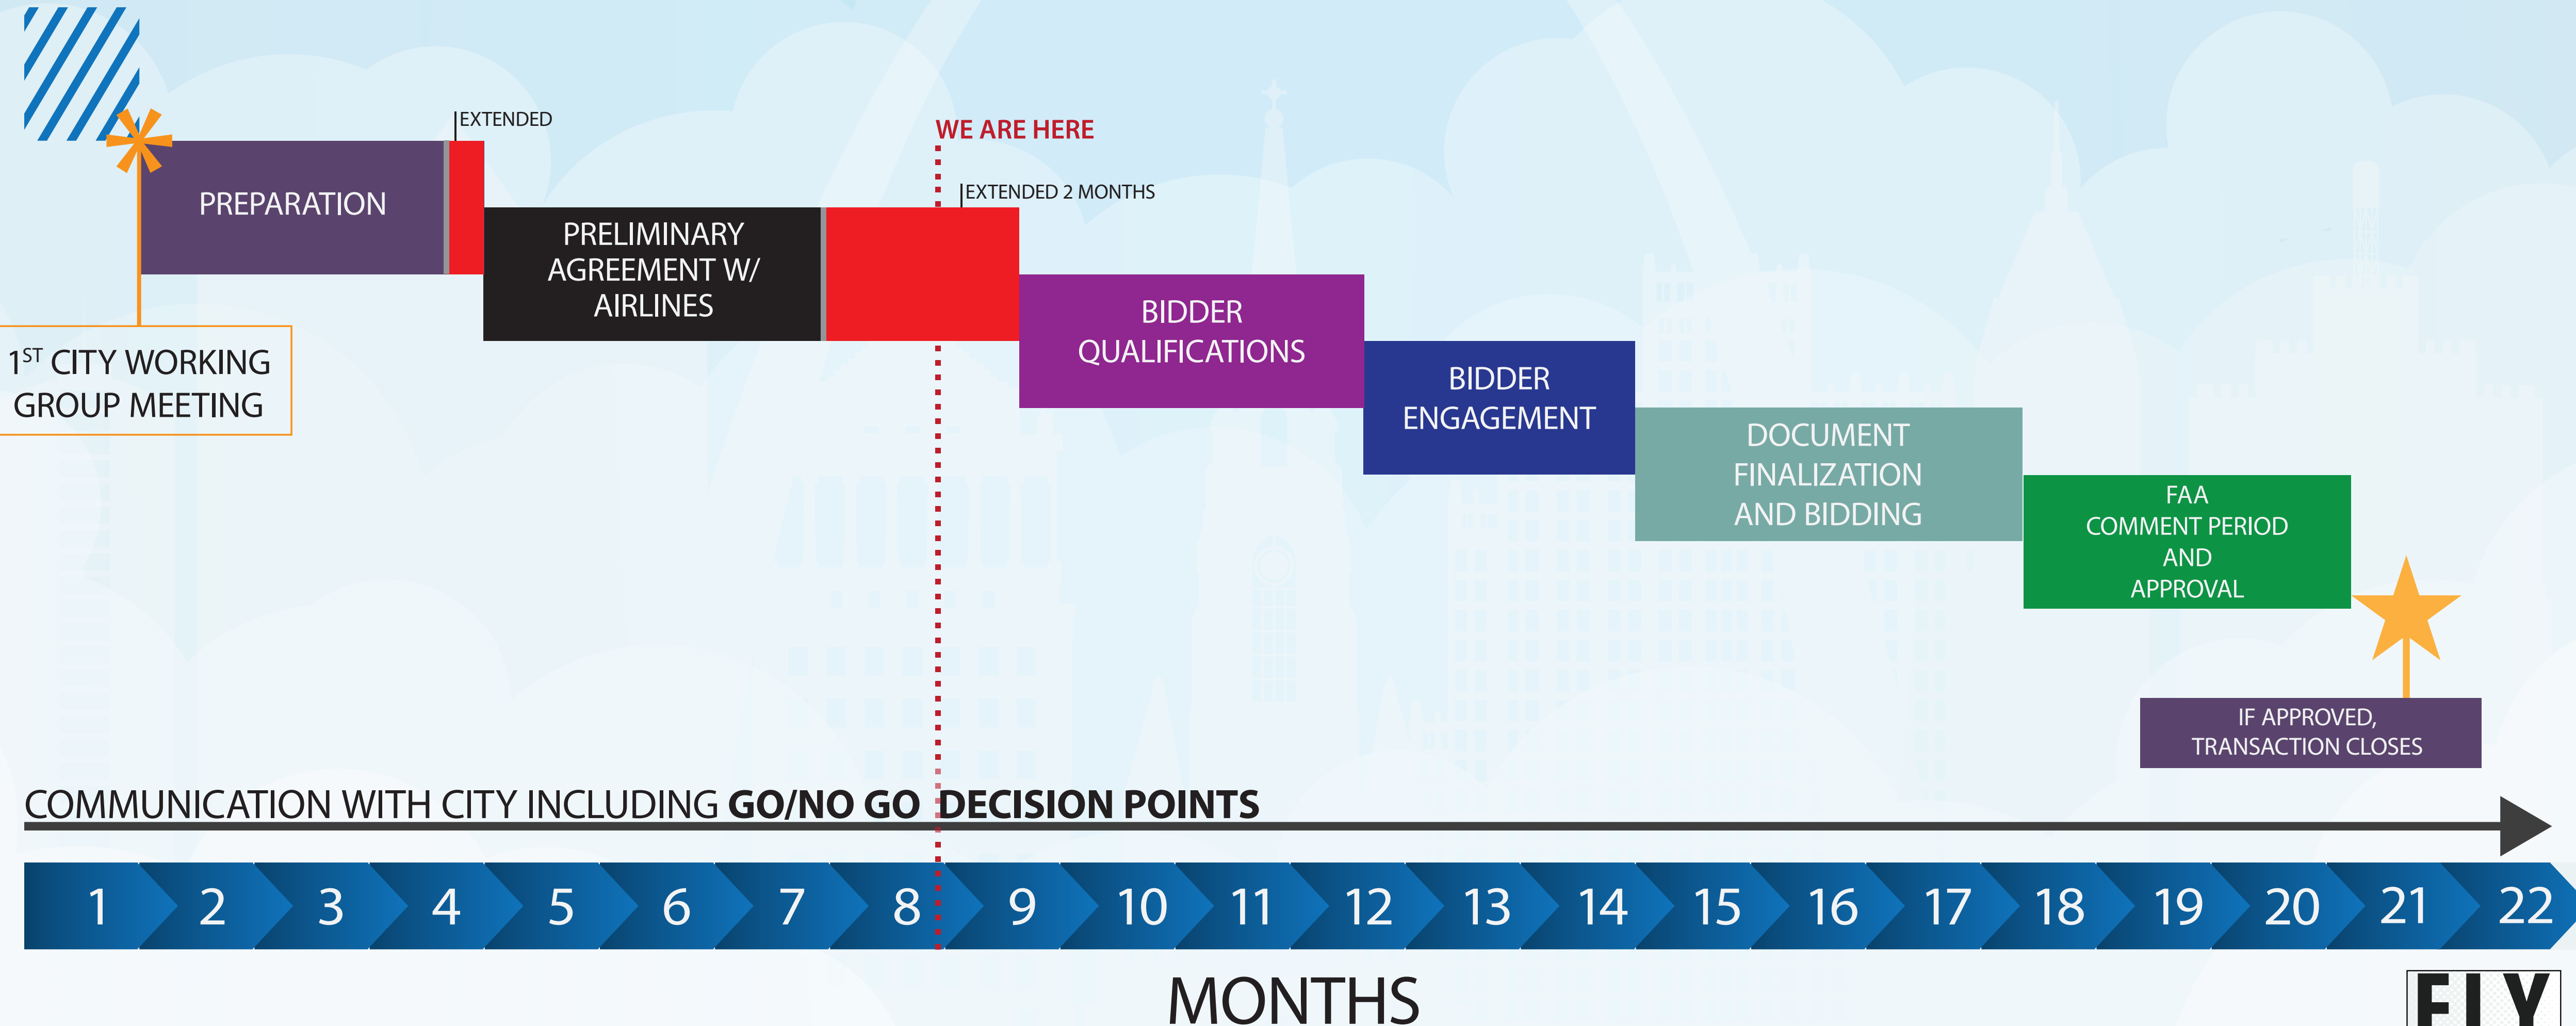 EXTENDED
WE ARE HERE
EXTENDED 2 MONTHS
PREPARATION
PRELIMINARY
AGREEMENT W/
AIRLINES
BIDDER
QUALIFICATIONS
1ST CITY WORKING
GROUP MEETING
BIDDER
ENGAGEMENT
DOCUMENT
FINALIZATION
AND BIDDING
FAA
COMMENT PERIOD
AND
APPROVAL
IF APPROVED,
TRANSACTION CLOSES
COMMUNICATION WITH CITY INCLUDING GO/NO GO DECISION POINTS
1 2 3 4 5 6 7 8 9 10 11 12 13 14 15 16 17 18 19 20 21 22
MONTHS
FLY